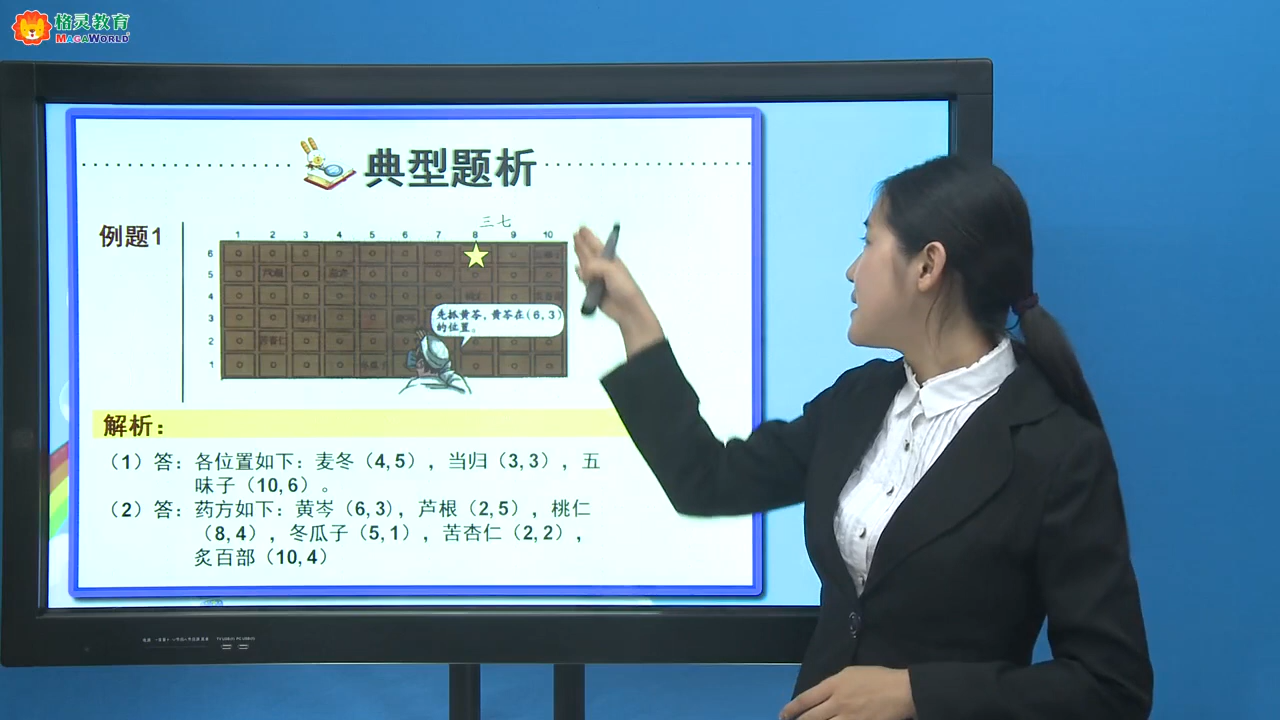 格灵教育
MAGAWORLD
典型题析
例题1
三七
1 2 3 4 5 6 7 8 9 10
6
5
4
3
2
1
先抓黄芩，黄芩在(6,3)
的位置。
解析：
（1）答：各位置如下：麦冬（4,5），当归（3,3），五
味子（10,6）。
（2）答：药方如下：黄岑（6,3)，芦根（2,5），桃仁
（8,4），冬瓜子（5,1），苦杏仁（2,2），
炙百部（10,4）